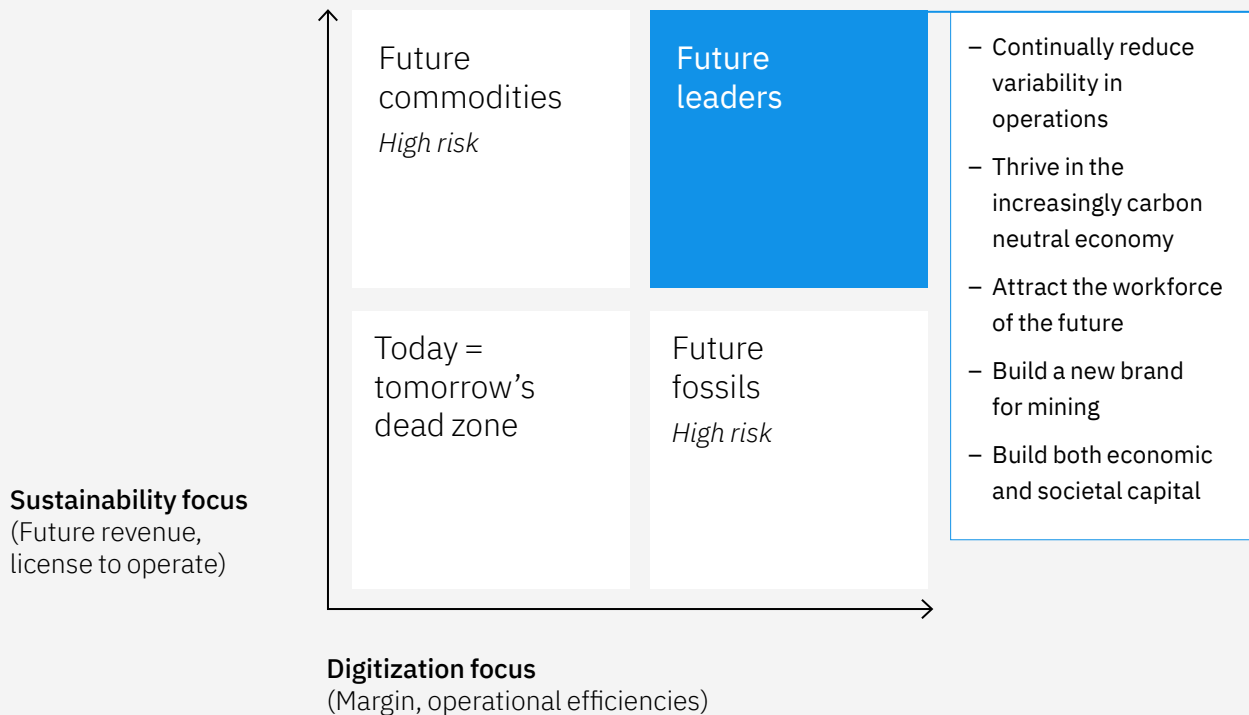 Future
commodities
High risk
Future
leaders
– Continually reduce
variability in
operations
– Thrive in the
increasingly carbon
neutral economy
– Attract the workforce
of the future
– Build a new brand
for mining
– Build both economic
and societal capital
Today =
tomorrow’s
dead zone
Future
fossils
High risk
Sustainability focus
(Future revenue,
license to operate)
Digitization focus
(Margin, operational efficiencies)